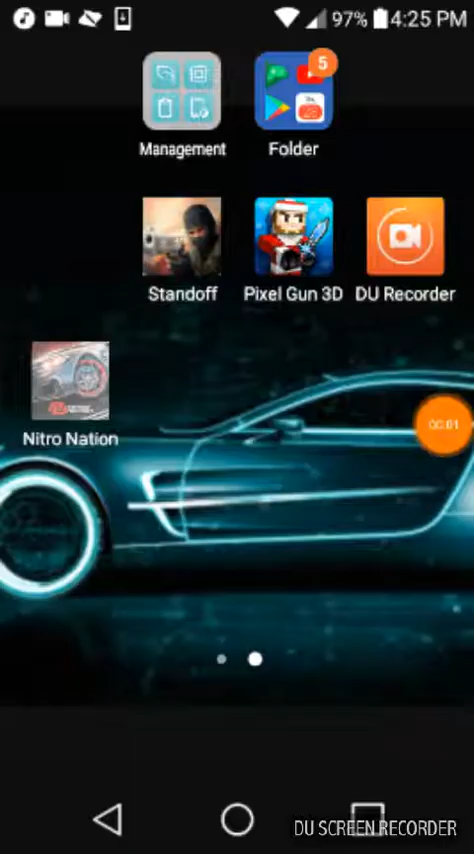 97% 4:25 PM
5
Management Folder
Standoff Pixel Gun 3D DU Recorder
00:01
Nitro Nation
DU SCREEN RECORDER